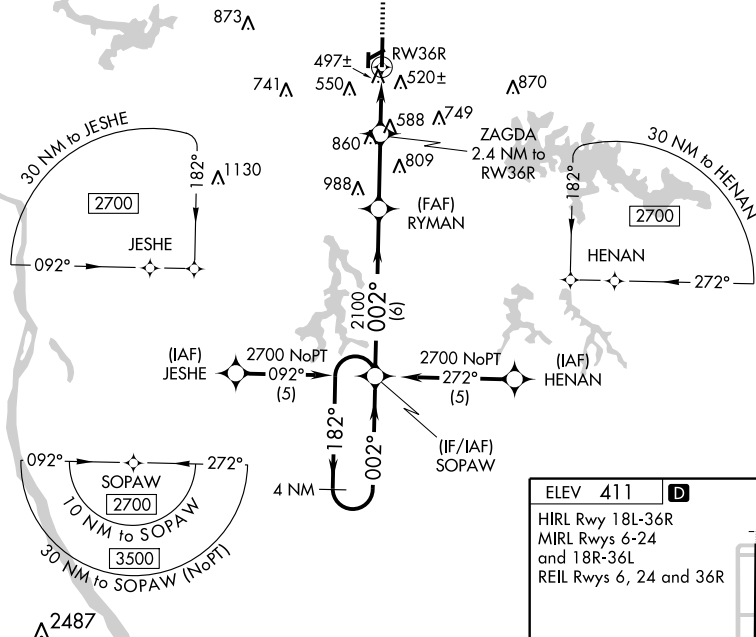 873
497±
RW36R
741
550
520±
870
588
749
860
ZAGDA
2.4 NM to
RW36R
809
988
(FAF)
RYMAN
30 NM to JESHE
182°
1130
2700
JESHE
092°
30 NM to HENAN
182°
2700
HENAN
272°
2100
002°
(6)
(IAF)
JESHE
2700 NoPT
092°
(5)
2700 NoPT
272°
(5)
(IAF)
HENAN
182°
002°
(IF/IAF)
SOPAW
4 NM
092°
272°
SOPAW
2700
10 NM to SOPAW
3500
30 NM to SOPAW (NoPT)
2487
ELEV 411 D
HIRL Rwy 18L-36R
MIRL Rwys 6-24
and 18R-36L
REIL Rwys 6, 24 and 36R